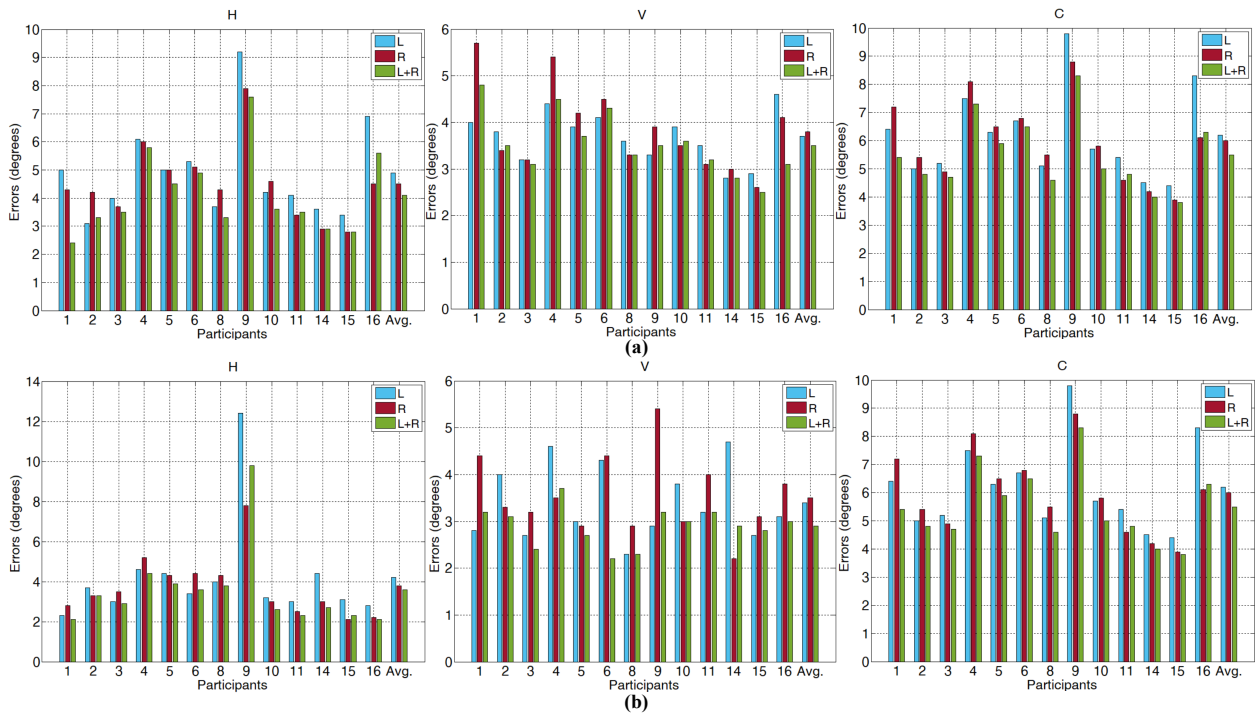 H
10
9
8
7
6
5
4
3
2
1
0
Errors (degrees)
L
R
L+R
1 2 3 4 5 6 8 9 10 11 14 15 16 Avg.
Participants
V
6
5
4
3
2
1
0
Errors (degrees)
L
R
L+R
1 2 3 4 5 6 8 9 10 11 14 15 16 Avg.
Participants
C
10
9
8
7
6
5
4
3
2
1
0
Errors (degrees)
L
R
L+R
1 2 3 4 5 6 8 9 10 11 14 15 16 Avg.
Participants
(a)
H
14
12
10
8
6
4
2
0
Errors (degrees)
L
R
L+R
1 2 3 4 5 6 8 9 10 11 14 15 16 Avg.
Participants
V
6
5
4
3
2
1
0
Errors (degrees)
L
R
L+R
1 2 3 4 5 6 8 9 10 11 14 15 16 Avg.
Participants
C
10
9
8
7
6
5
4
3
2
1
0
Errors (degrees)
L
R
L+R
1 2 3 4 5 6 8 9 10 11 14 15 16 Avg.
Participants
(b)